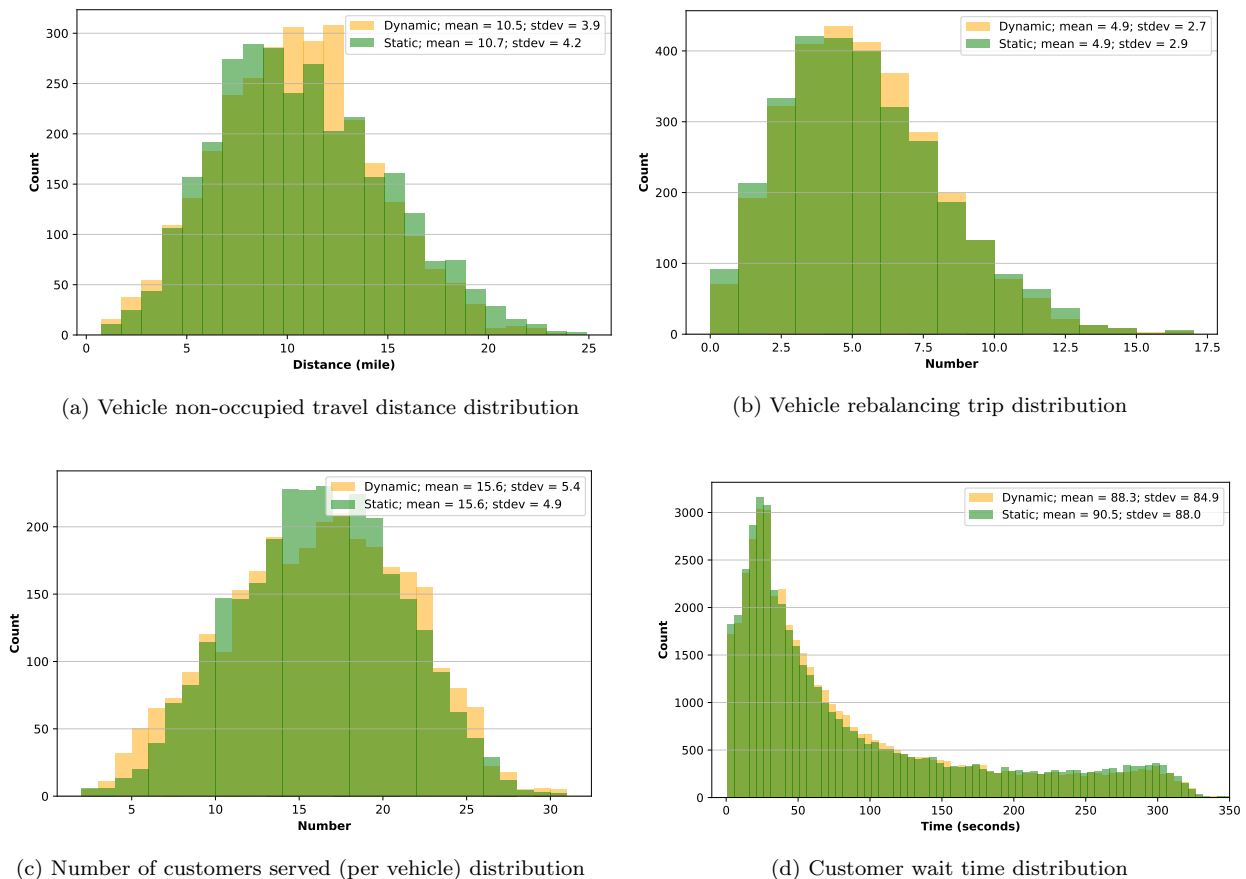 Dynamic; mean = 10.5; stdev = 3.9
Static; mean = 10.7; stdev = 4.2
300
250
200
150
100
50
0
Count
0 5 10 15 20 25
Distance (mile)
(a) Vehicle non-occupied travel distance distribution
Dynamic; mean = 4.9; stdev = 2.7
Static; mean = 4.9; stdev = 2.9
400
300
200
100
0
Count
0.0 2.5 5.0 7.5 10.0 12.5 15.0 17.5
Number
(b) Vehicle rebalancing trip distribution
Dynamic; mean = 15.6; stdev = 5.4
Static; mean = 15.6; stdev = 4.9
200
150
100
50
0
Count
5 10 15 20 25 30
Number
(c) Number of customers served (per vehicle) distribution
Dynamic; mean = 88.3; stdev = 84.9
Static; mean = 90.5; stdev = 88.0
3000
2500
2000
1500
1000
500
0
Count
0 50 100 150 200 250 300 350
Time (seconds)
(d) Customer wait time distribution